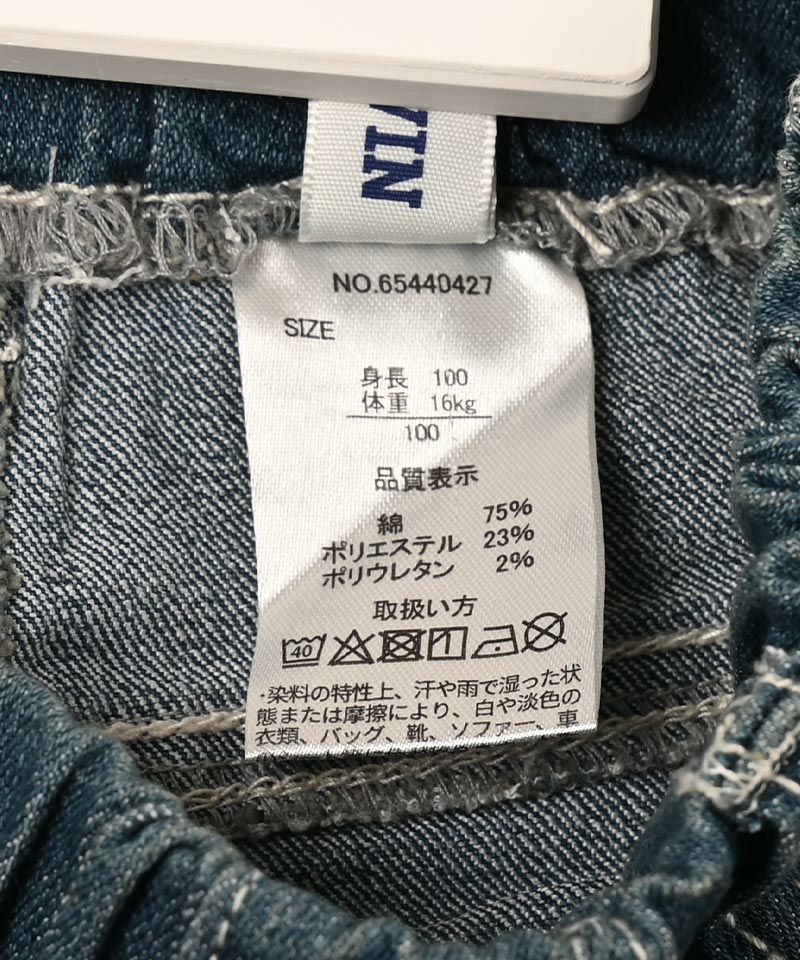 VIN
NO.65440427
SIZE
身長 100
体重 16kg
100
品質表示
綿 75%
ポリエステル 23%
ポリウレタン 2%
取扱い方
40
・染料の特性上、汗や雨で湿った状
態または摩擦により、白や淡色の
衣類、バッグ、靴、ソファー、車